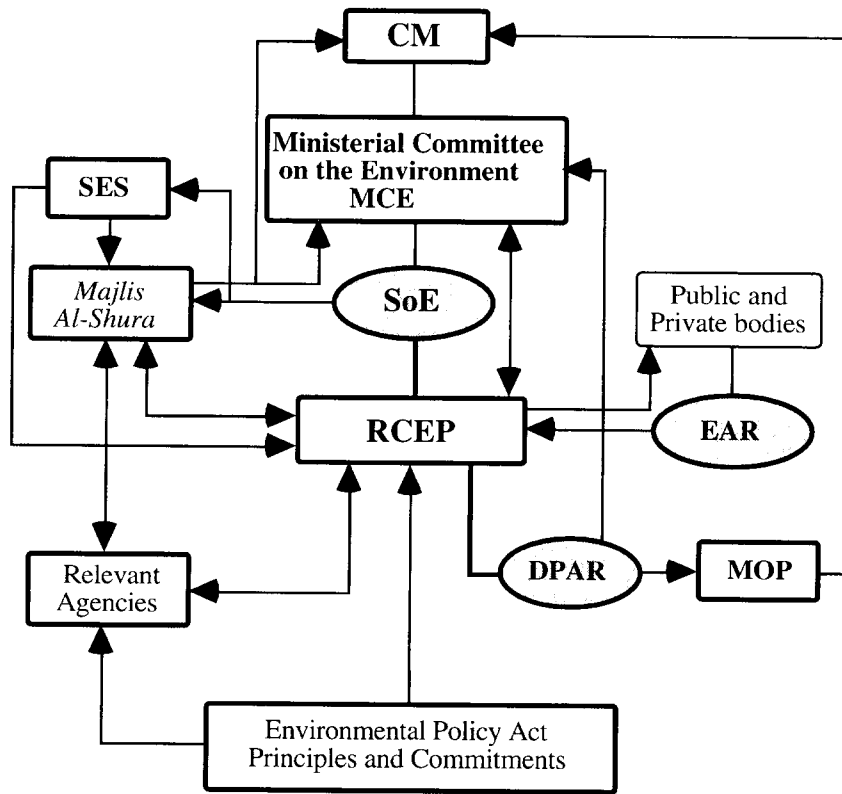 CM
Ministerial Committee
on the Environment
MCE
SES
Majlis
Al-Shura
SoE
Public and
Private bodies
RCEP
EAR
Relevant
Agencies
DPAR
MOP
Environmental Policy Act
Principles and Commitments